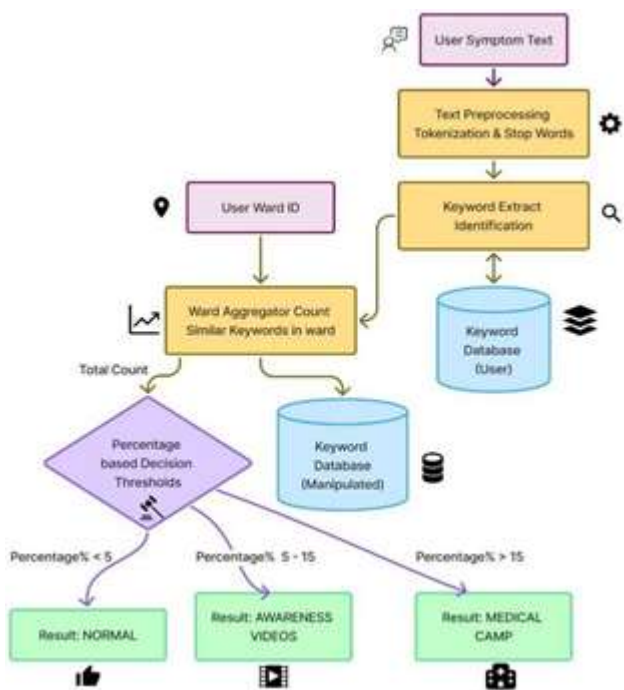 User Symptom Text
Text Preprocessing
Tokenization & Stop Words
User Ward ID
Keyword Extract
Identification
Ward Aggregator Count
Similar Keywords in ward
Keyword
Database
(User)
Total Count
Percentage
based Decision
Thresholds
Keyword
Database
(Manipulated)
Percentage% < 5
Percentage% 5 - 15
Percentage% > 15
Result: NORMAL
Result: AWARENESS
VIDEOS
Result: MEDICAL
CAMP